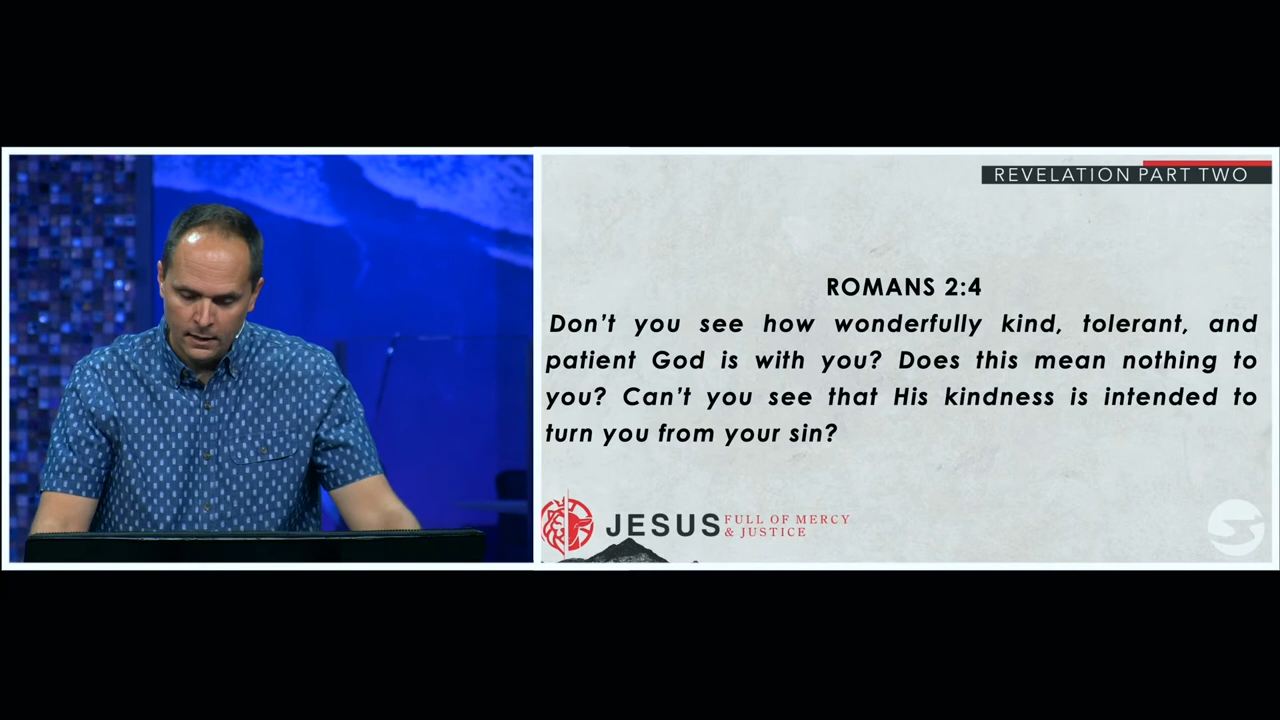 REVELATION PART TWO
ROMANS 2:4
Don't you see how wonderfully kind, tolerant, and
patient God is with you? Does this mean nothing to
you? Can't you see that His kindness is intended to
turn you from your sin?
JESUS FULL OF MERCY
& JUSTICE